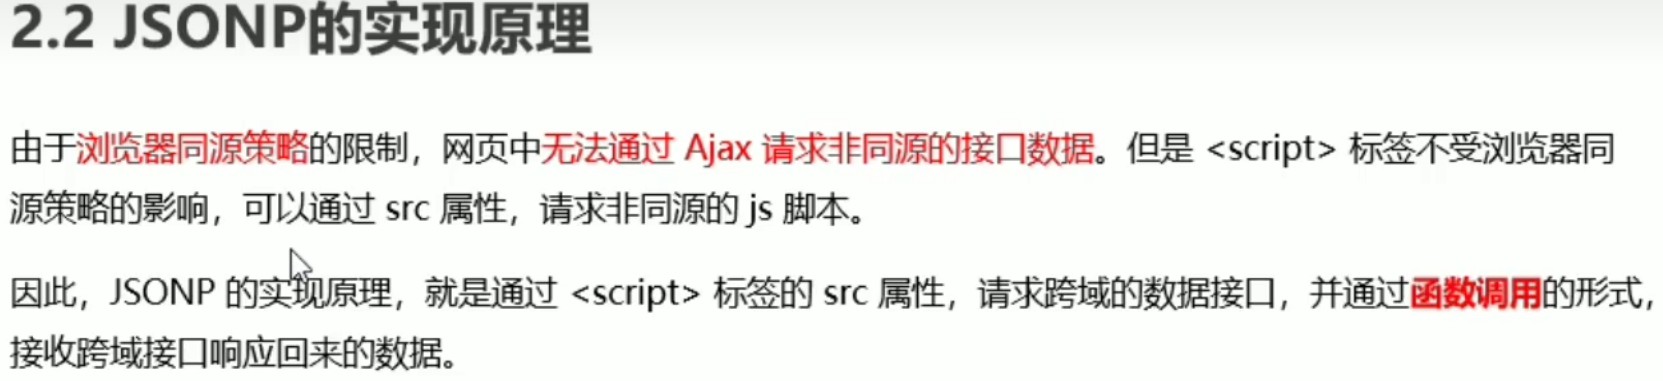 2.2 JSONP的实现原理
由于浏览器同源策略的限制，网页中无法通过 Ajax 请求非同源的接口数据。但是 <script> 标签不受浏览器同
源策略的影响，可以通过 src 属性，请求非同源的 js 脚本。
因此，JSONP 的实现原理，就是通过 <script> 标签的 src 属性，请求跨域的数据接口，并通过函数调用的形式，
接收跨域接口响应回来的数据。